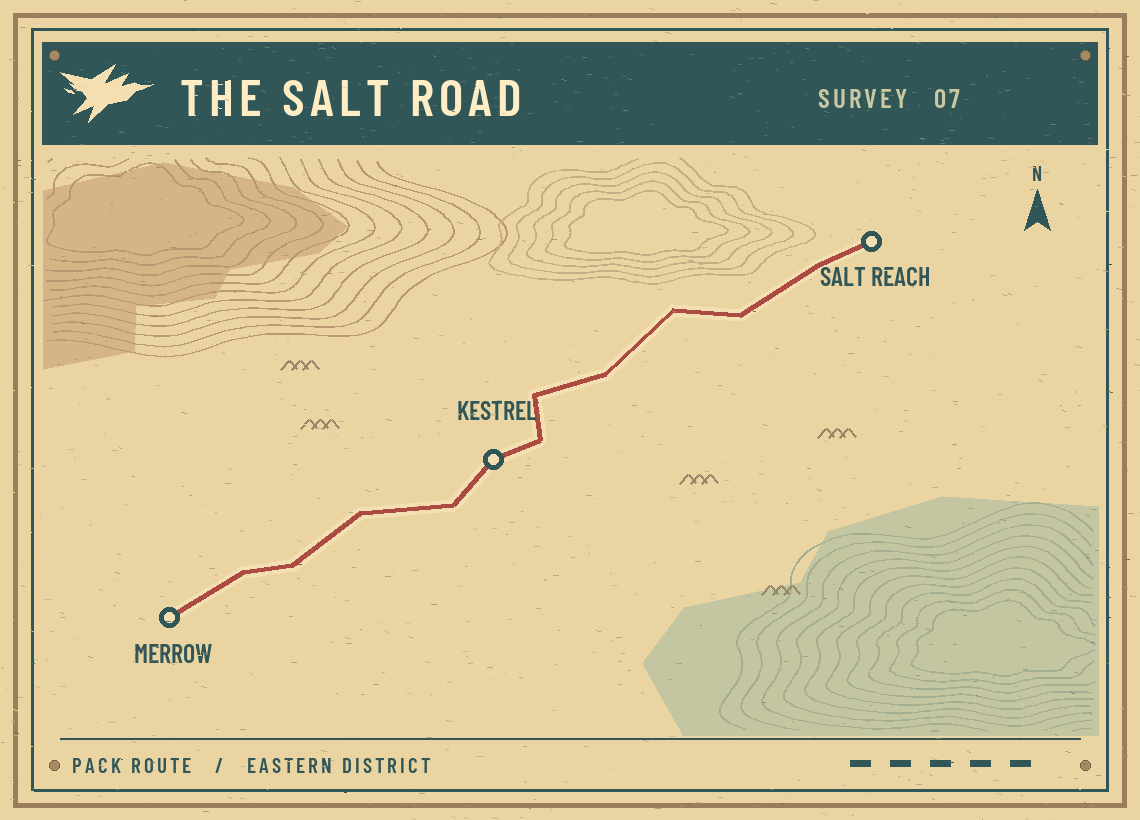 THE SALT ROAD
SURVEY 07
N
SALT REACH
KESTREL
MERROW
PACK ROUTE / EASTERN DISTRICT